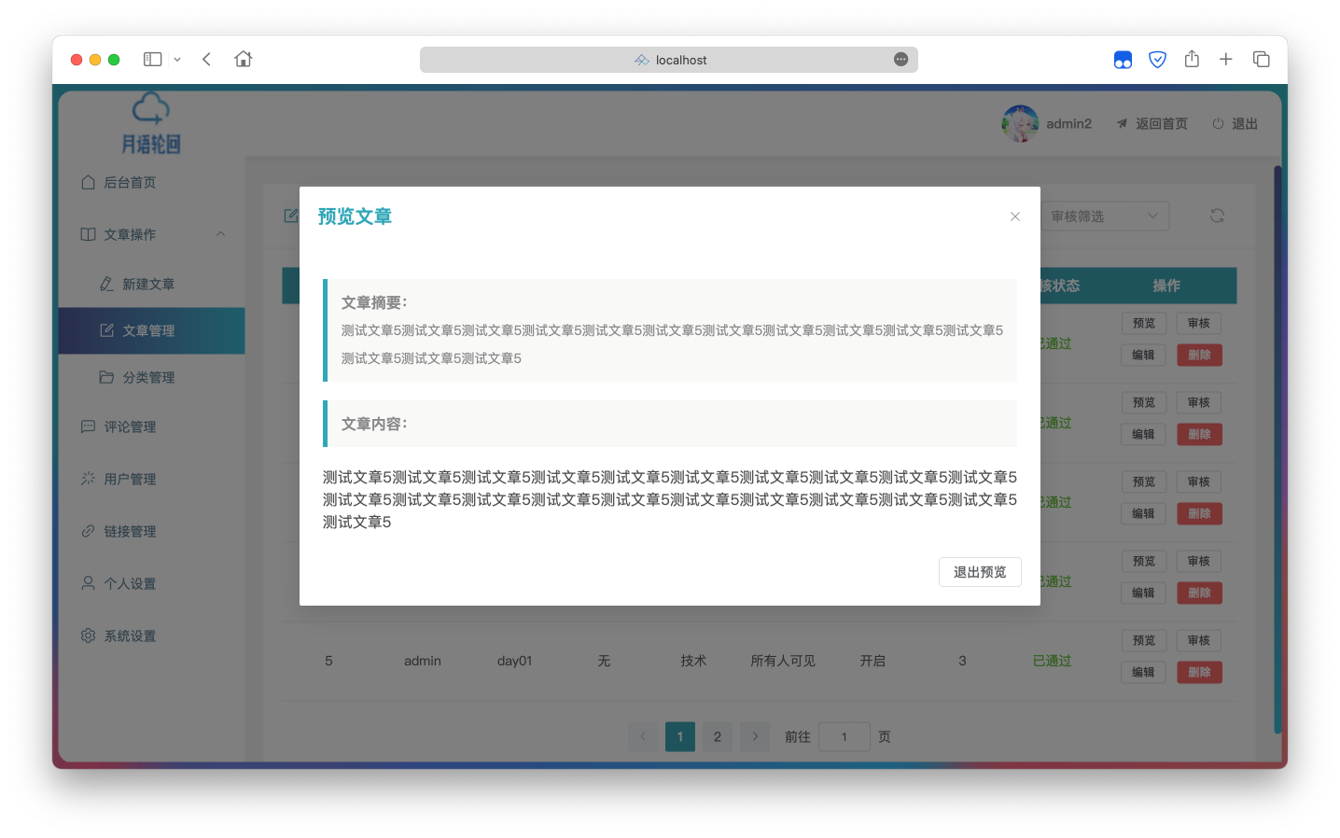 localhost
月语轮回
admin2
返回首页
退出
后台首页
文章操作
新建文章
文章管理
分类管理
评论管理
用户管理
链接管理
个人设置
系统设置
预览文章
审核筛选
文章摘要：
测试文章5测试文章5测试文章5测试文章5测试文章5测试文章5测试文章5测试文章5测试文章5测试文章5测试文章5
测试文章5测试文章5测试文章5
文章内容：
测试文章5测试文章5测试文章5测试文章5测试文章5测试文章5测试文章5测试文章5测试文章5测试文章5
测试文章5测试文章5测试文章5测试文章5测试文章5测试文章5测试文章5测试文章5测试文章5测试文章5
测试文章5
退出预览
核状态 操作
已通过 预览 审核
编辑 删除
已通过 预览 审核
编辑 删除
已通过 预览 审核
编辑 删除
已通过 预览 审核
编辑 删除
5 admin day01 无 技术 所有人可见 开启 3 已通过 预览 审核
编辑 删除
1 2 前往 1 页